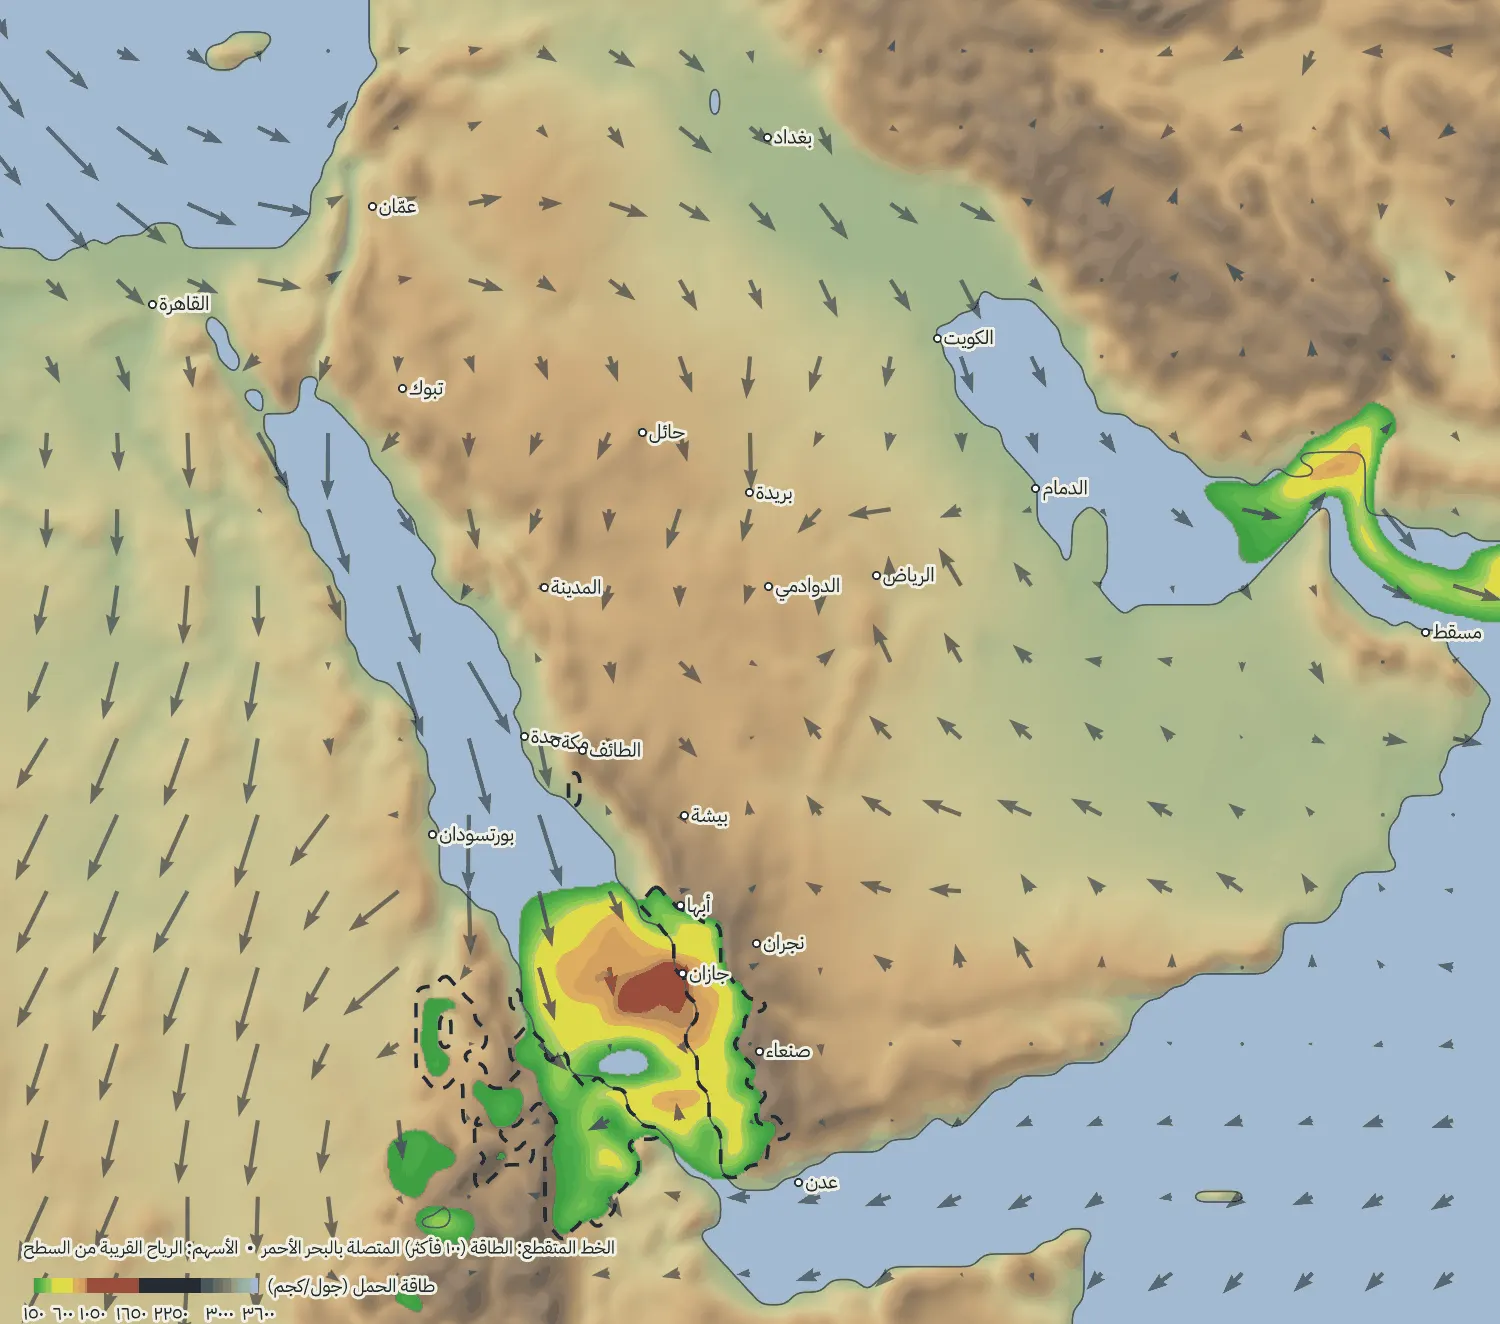 بغداد
عمّان
القاهرة
الكويت
تبوك
حائل
بريدة
الدمام
الرياض
الدوادمي
المدينة
مسقط
جدة
مكة
الطائف
بيشة
بورتسودان
أبها
نجران
جازان
صنعاء
عدن
الخط المتقطع: الطاقة (١٠٠ فأكثر) المتصلة بالبحر الأحمر • الأسهم: الرياح القريبة من السطح
طاقة الحمل (جول/كجم)
١٥٠ ٦٠٠ ١٠٥٠ ١٦٥٠ ٢٢٥٠ ٣٠٠٠ ٣٦٠٠